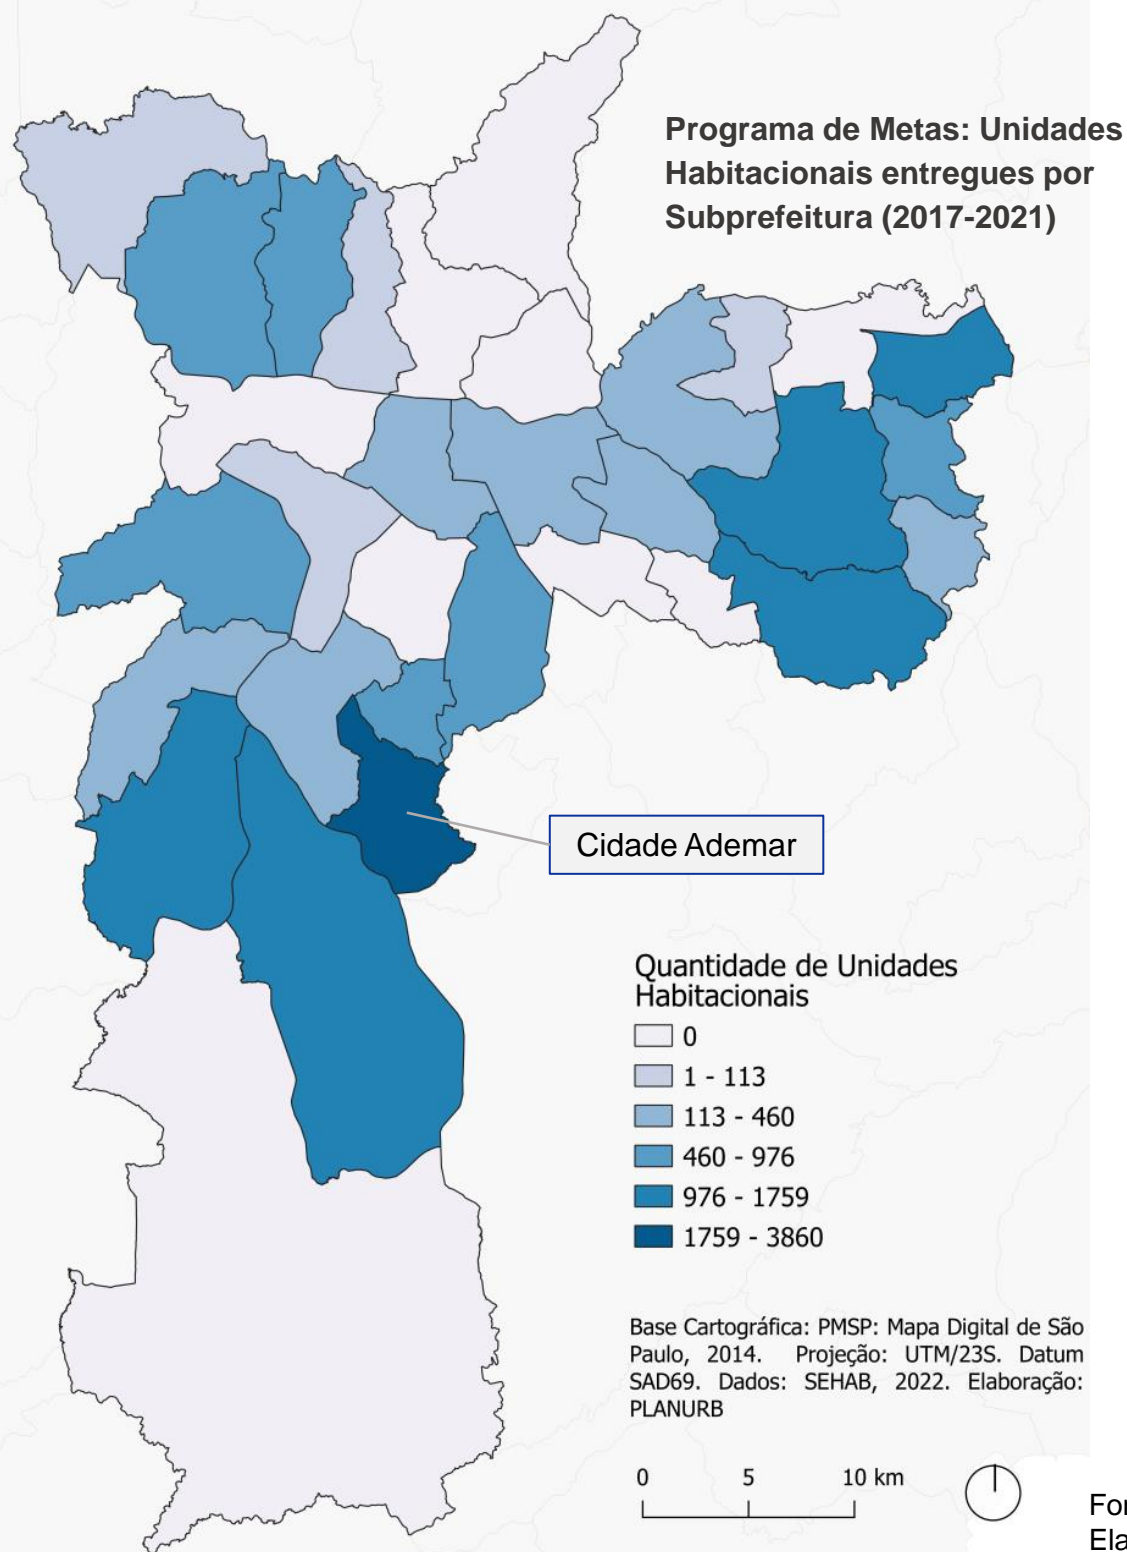 Programa de Metas: Unidades
Habitacionais entregues por
Subprefeitura (2017-2021)
Cidade Ademar
Quantidade de Unidades
Habitacionais
0
1 - 113
113 - 460
460 - 976
976 - 1759
1759 - 3860
Base Cartográfica: PMSP: Mapa Digital de São
Paulo, 2014. Projeção: UTM/23S. Datum
SAD69. Dados: SEHAB, 2022. Elaboração:
PLANURB
0 5 10 km